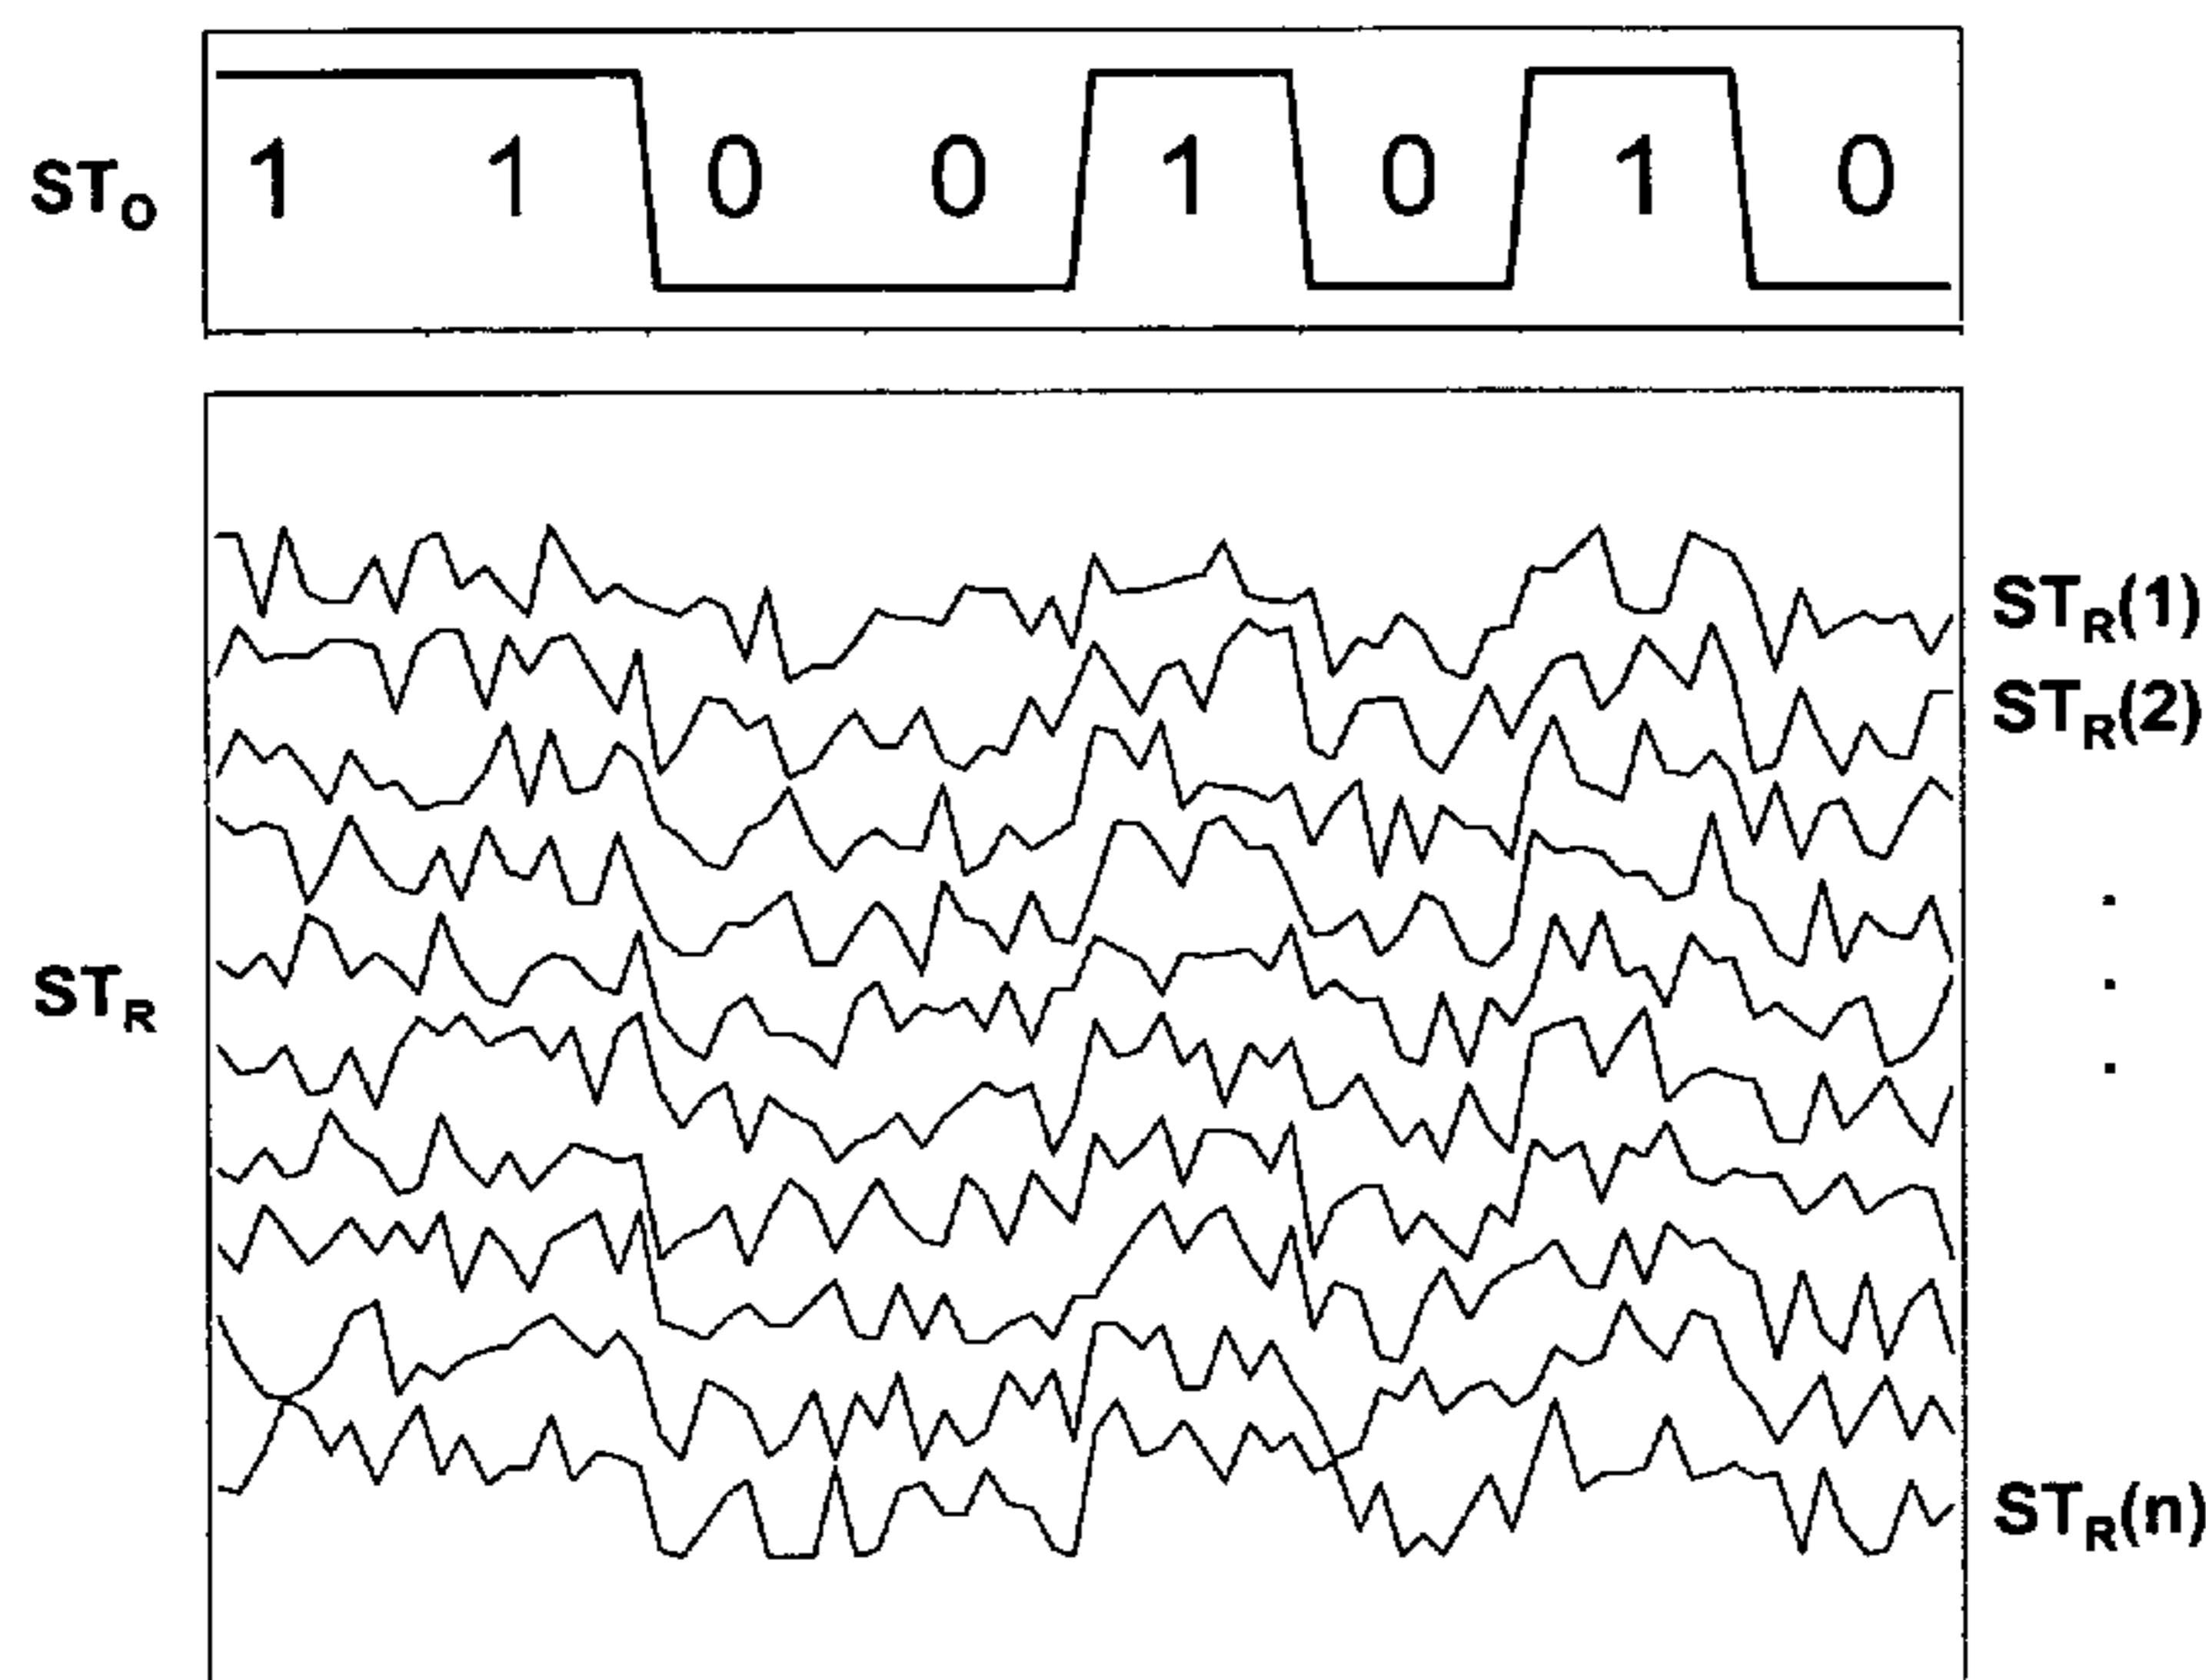 ST_O 1 1 0 0 1 0 1 0
ST_R(1)
ST_R(2)
.
.
.
ST_R
ST_R(n)